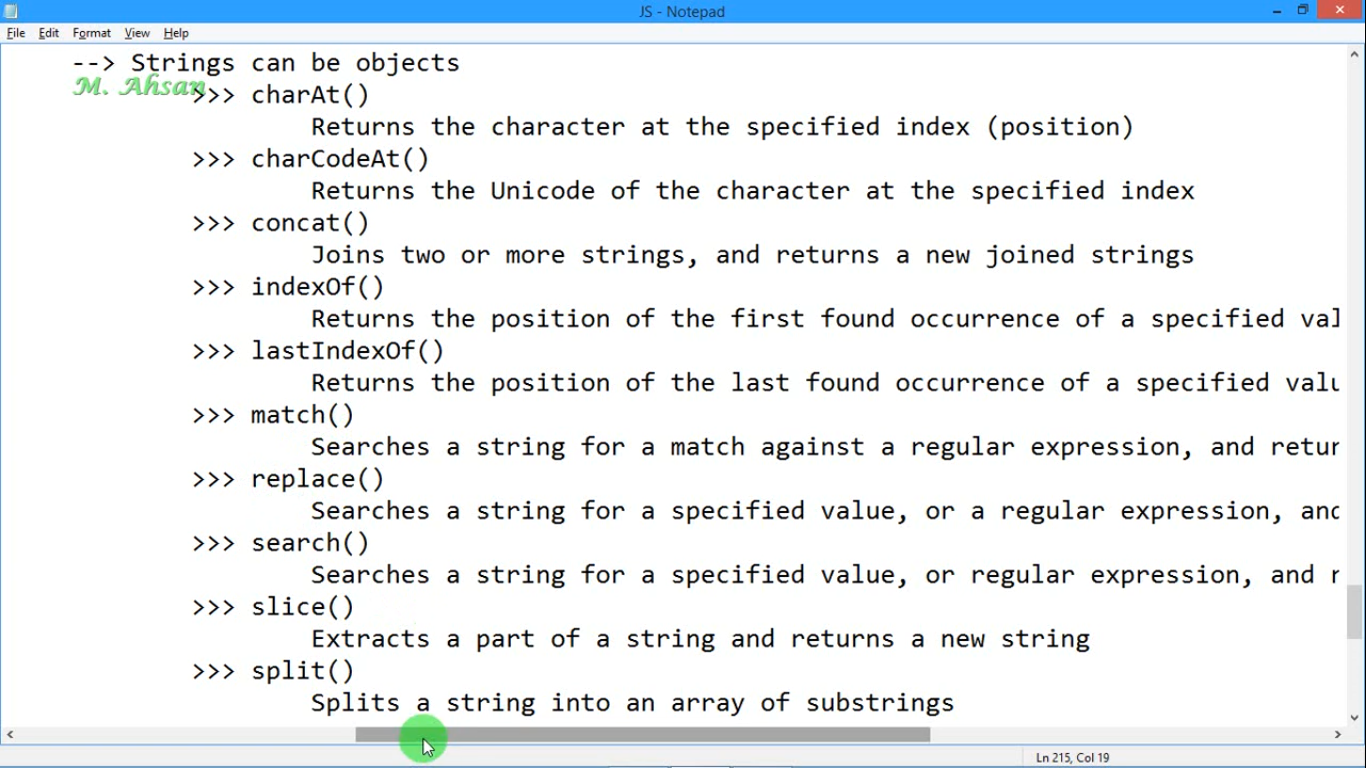 JS - Notepad
File Edit Format View Help
--> Strings can be objects
M. Ahsan
>>> charAt()
Returns the character at the specified index (position)
>>> charCodeAt()
Returns the Unicode of the character at the specified index
>>> concat()
Joins two or more strings, and returns a new joined strings
>>> indexOf()
Returns the position of the first found occurrence of a specified val
>>> lastIndexOf()
Returns the position of the last found occurrence of a specified valu
>>> match()
Searches a string for a match against a regular expression, and retur
>>> replace()
Searches a string for a specified value, or a regular expression, and
>>> search()
Searches a string for a specified value, or regular expression, and r
>>> slice()
Extracts a part of a string and returns a new string
>>> split()
Splits a string into an array of substrings
Ln 215, Col 19